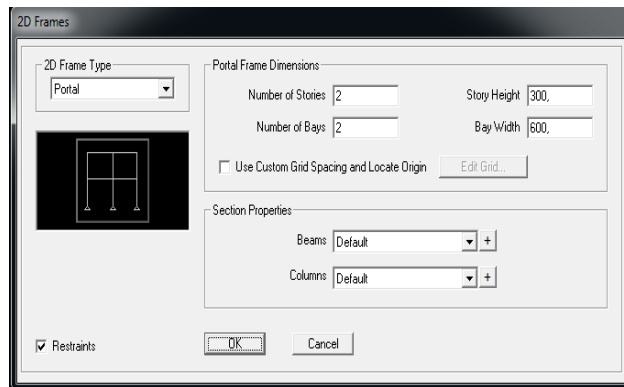 2D Frames
2D Frame Type
Portal
Portal Frame Dimensions
Number of Stories 2 Story Height 300,
Number of Bays 2 Bay Width 600,
Use Custom Grid Spacing and Locate Origin Edit Grid...
Section Properties
Beams Default +
Columns Default +
Restraints OK Cancel